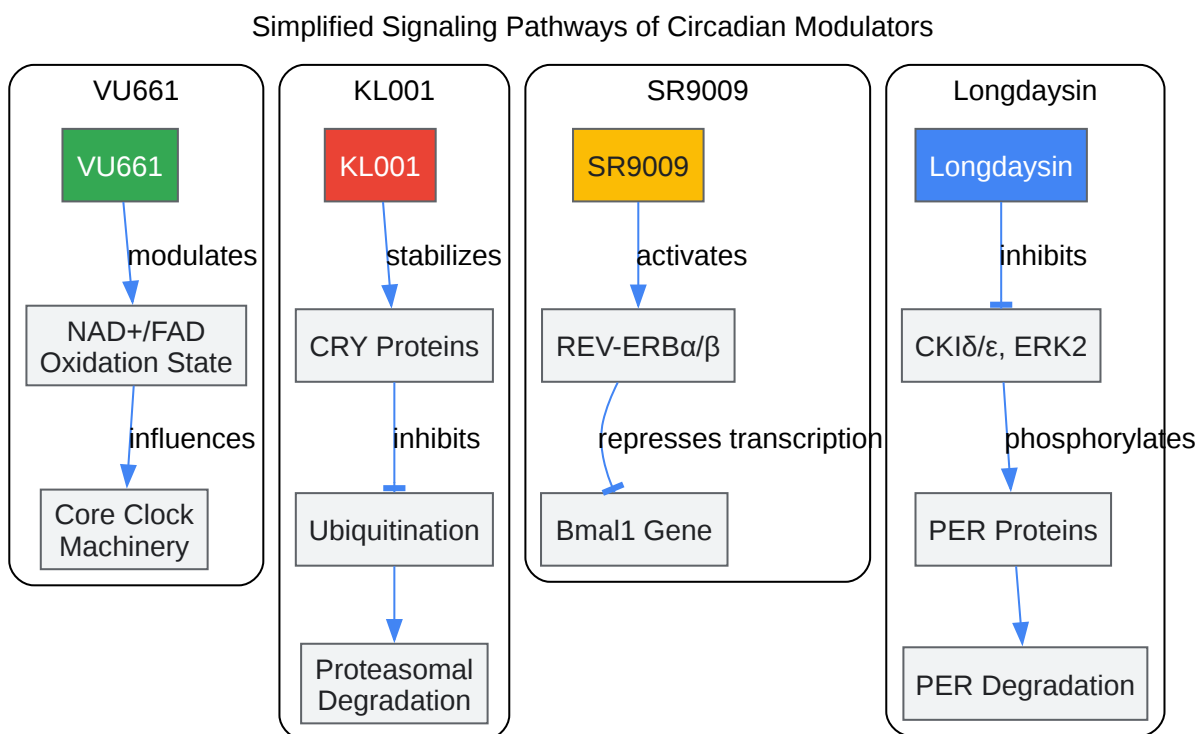 Simplified Signaling Pathways of Circadian Modulators
VU661
VU661
modulates
NAD+/FAD
Oxidation State
influences
Core Clock
Machinery
KL001
KL001
stabilizes
CRY Proteins
inhibits
Ubiquitination
Proteasomal
Degradation
SR9009
SR9009
activates
REV-ERBα/β
represses transcription
Bmal1 Gene
Longdaysin
Longdaysin
inhibits
CKIδ/ε, ERK2
phosphorylates
PER Proteins
PER Degradation